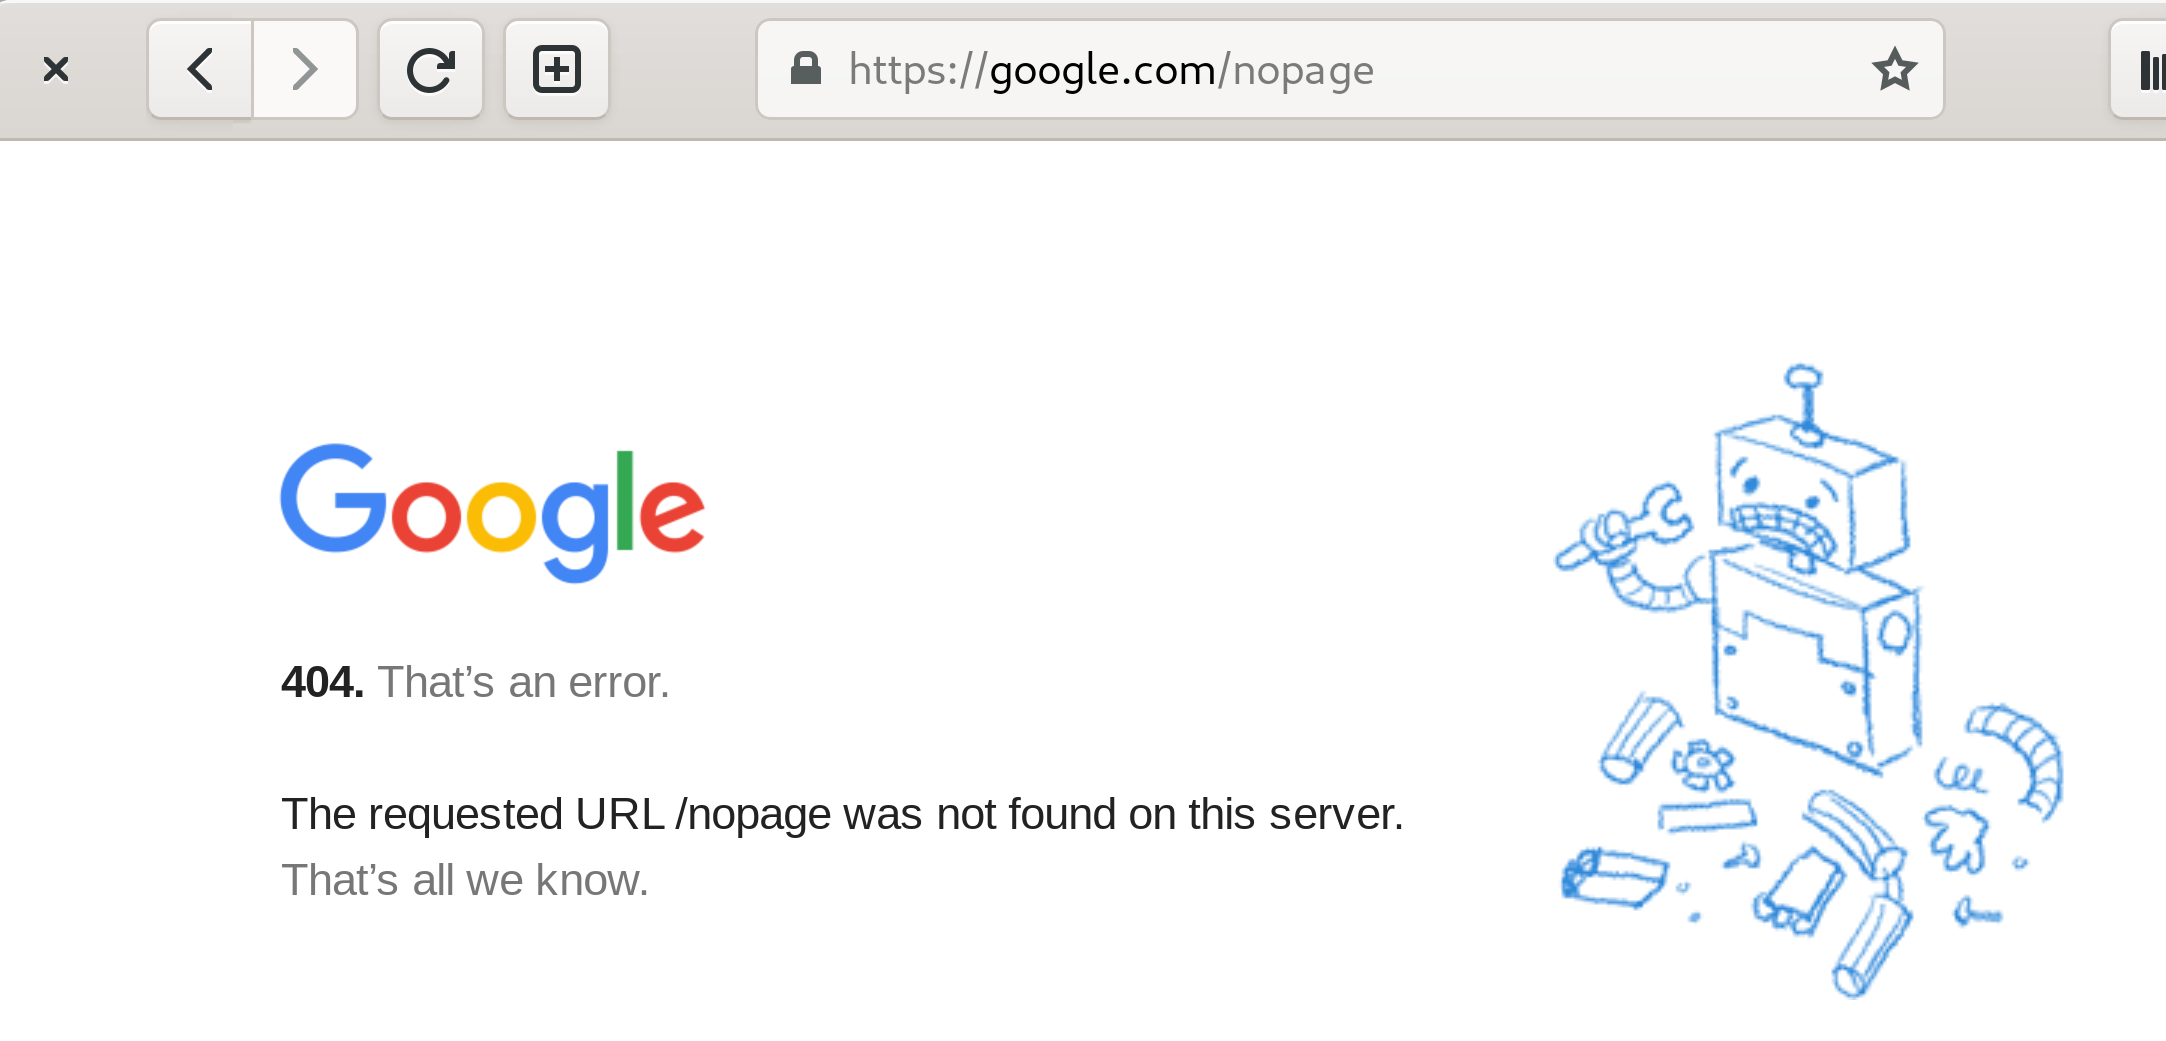 https://google.com/nopage
Google
404. That’s an error.
The requested URL /nopage was not found on this server.
That’s all we know.